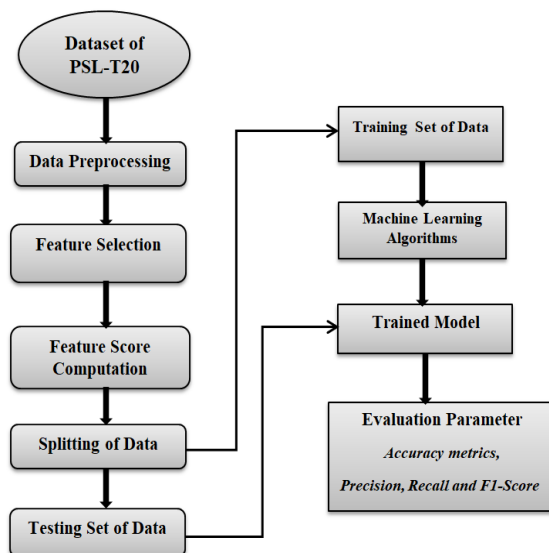 Dataset of
PSL-T20
Data Preprocessing
Feature Selection
Feature Score
Computation
Splitting of Data
Testing Set of Data
Training Set of Data
Machine Learning
Algorithms
Trained Model
Evaluation Parameter
Accuracy metrics,
Precision, Recall and F1-Score